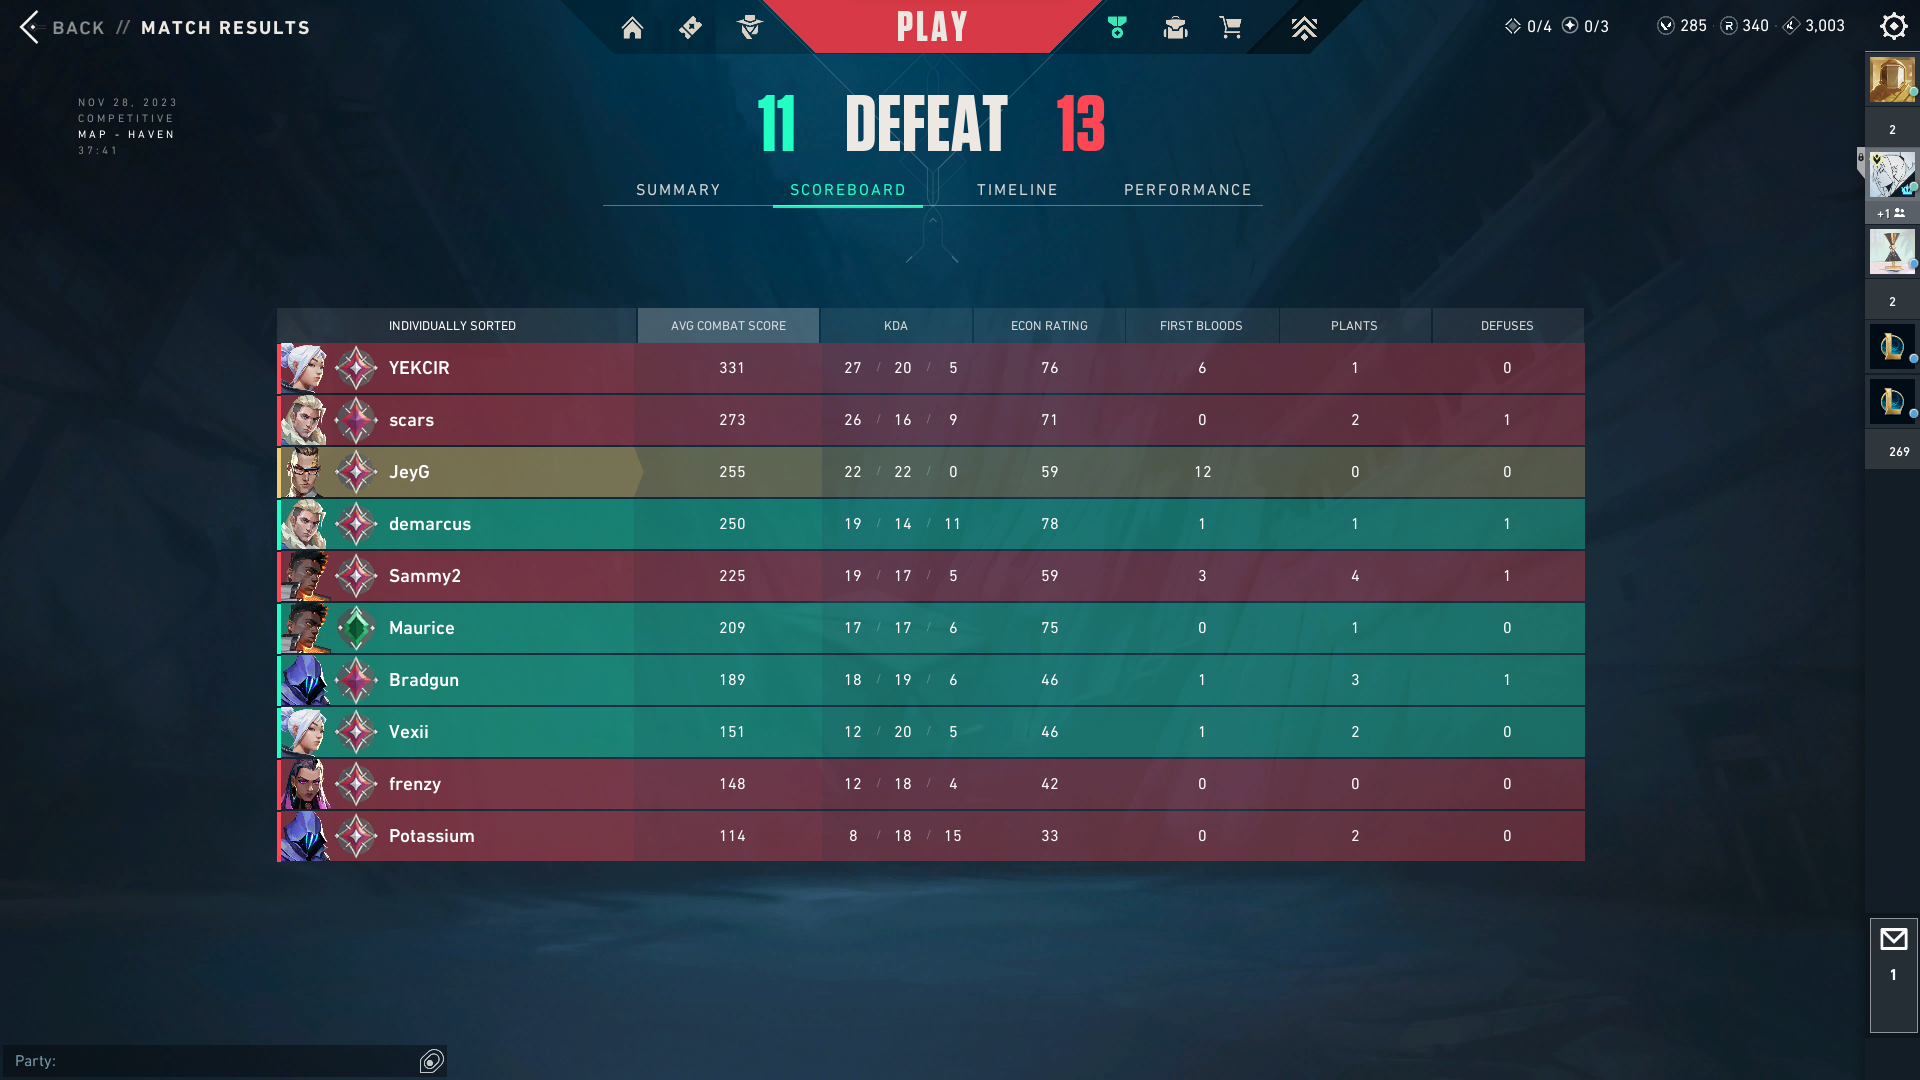 BACK // MATCH RESULTS
PLAY
0/4 0/3 285 340 3,003
NOV 28, 2023
COMPETITIVE
MAP - HAVEN
37:41
11 DEFEAT 13
SUMMARY SCOREBOARD TIMELINE PERFORMANCE
INDIVIDUALLY SORTED AVG COMBAT SCORE KDA ECON RATING FIRST BLOODS PLANTS DEFUSES
YEKCIR 331 27 / 20 / 5 76 6 1 0
scars 273 26 / 16 / 9 71 0 2 1
JeyG 255 22 / 22 / 0 59 12 0 0
demarcus 250 19 / 14 / 11 78 1 1 1
Sammy2 225 19 / 17 / 5 59 3 4 1
Maurice 209 17 / 17 / 6 75 0 1 0
Bradgun 189 18 / 19 / 6 46 1 3 1
Vexii 151 12 / 20 / 5 46 1 2 0
frenzy 148 12 / 18 / 4 42 0 0 0
Potassium 114 8 / 18 / 15 33 0 2 0
2
+1
2
269
1
Party: